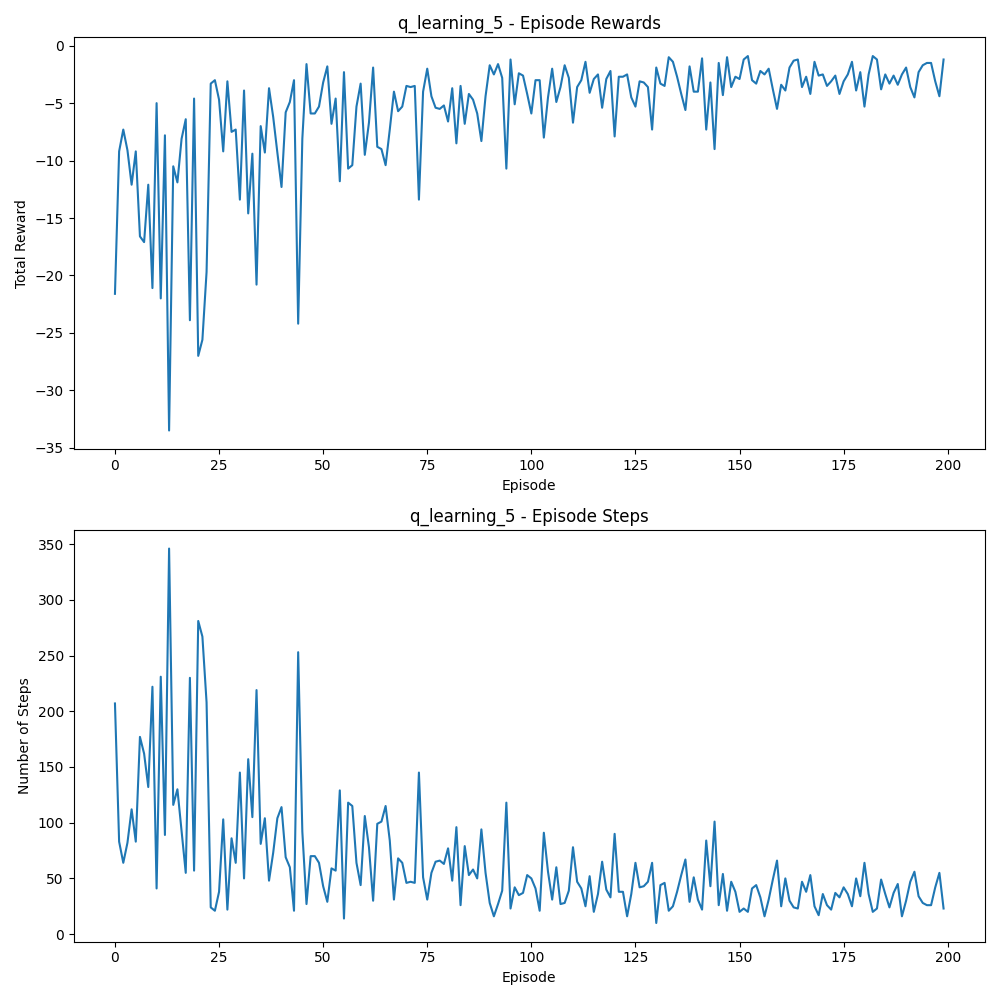 q_learning_5 - Episode Rewards
0
−5
−10
−15
−20
−25
−30
−35
Total Reward
0 25 50 75 100 125 150 175 200
Episode
q_learning_5 - Episode Steps
350
300
250
200
150
100
50
0
Number of Steps
0 25 50 75 100 125 150 175 200
Episode